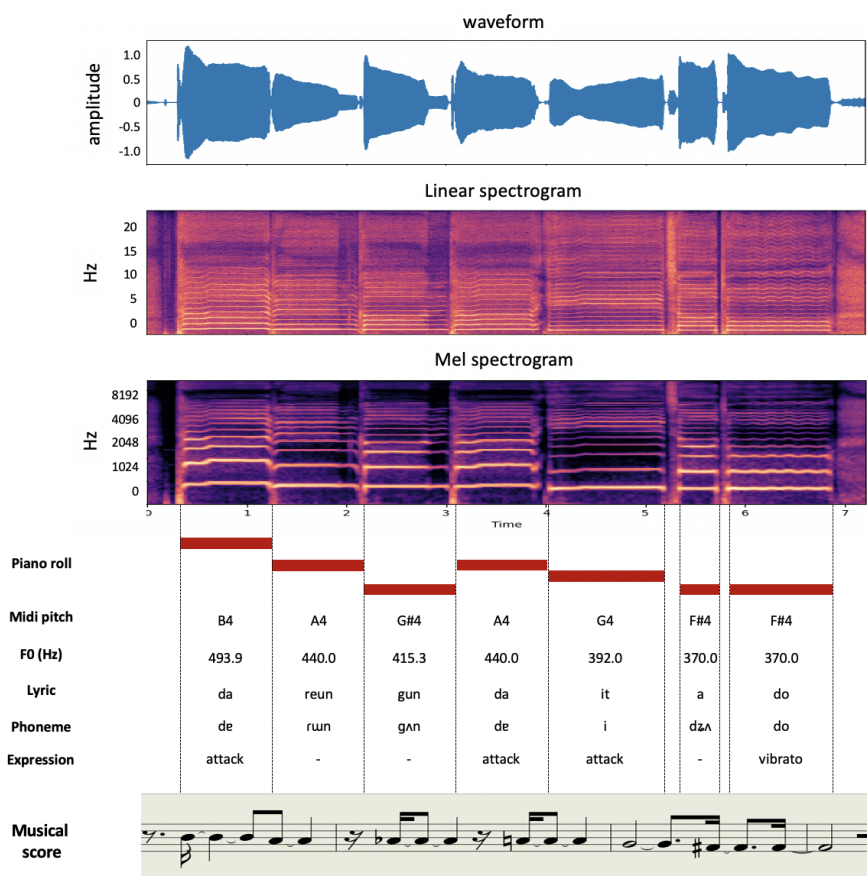 waveform
amplitude
1.0
0.5
0
-0.5
-1.0
Linear spectrogram
Hz
20
15
10
5
0
Mel spectrogram
Hz
8192
4096
2048
1024
0
0 1 2 3 4 5 6 7
Time
Piano roll
Midi pitch B4 A4 G#4 A4 G4 F#4 F#4
F0 (Hz) 493.9 440.0 415.3 440.0 392.0 370.0 370.0
Lyric da reun gun da it a do
Phoneme dɐ rɯn gʌn dɐ i dʑʌ do
Expression attack - - attack attack - vibrato
Musical
score